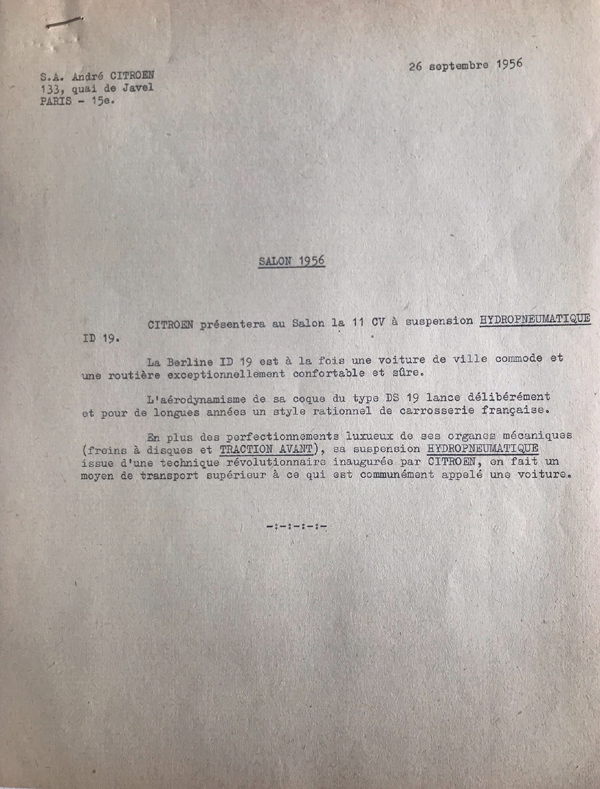 26 septembre 1956
S.A. André CITROEN
133, quai de Javel
PARIS - 15e.
SALON 1956
CITROEN présentera au Salon la 11 CV à suspension HYDROPNEUMATIQUE
ID 19.
La Berline ID 19 est à la fois une voiture de ville commode et
une routière exceptionnellement confortable et sûre.
L'aérodynamisme de sa coque du type DS 19 lance délibérément
et pour de longues années un style rationnel de carrosserie française.
En plus des perfectionnements luxueux de ses organes mécaniques
(freins à disques et TRACTION AVANT), sa suspension HYDROPNEUMATIQUE
issue d'une technique révolutionnaire inaugurée par CITROEN, en fait un
moyen de transport supérieur à ce qui est communément appelé une voiture.
-:-:-:-:-